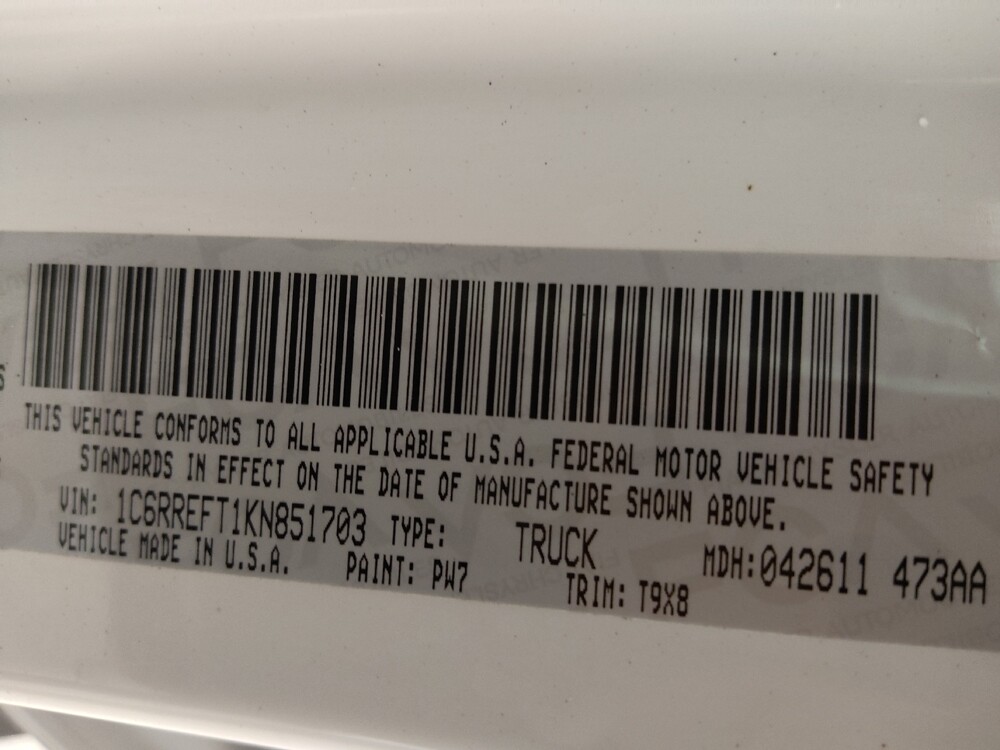 THIS VEHICLE CONFORMS TO ALL APPLICABLE U.S.A. FEDERAL MOTOR VEHICLE SAFETY
STANDARDS IN EFFECT ON THE DATE OF MANUFACTURE SHOWN ABOVE.
VIN: 1C6RREFT1KN851703 TYPE: TRUCK MDH:042611 473AA
VEHICLE MADE IN U.S.A. PAINT: PW7 TRIM: T9X8